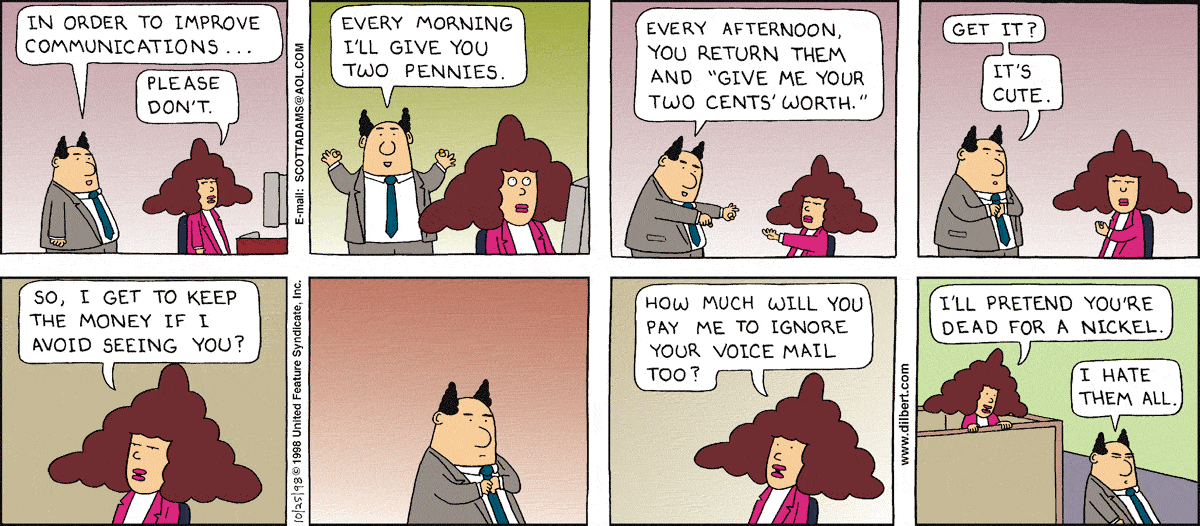 IN ORDER TO IMPROVE
COMMUNICATIONS...
PLEASE
DON'T.
E-mail: SCOTTADAMS@AOL.COM
EVERY MORNING
I'LL GIVE YOU
TWO PENNIES.
EVERY AFTERNOON,
YOU RETURN THEM
AND "GIVE ME YOUR
TWO CENTS' WORTH."
GET IT?
IT'S
CUTE.
SO, I GET TO KEEP
THE MONEY IF I
AVOID SEEING YOU?
10/25/98 © 1998 United Feature Syndicate, Inc.
HOW MUCH WILL YOU
PAY ME TO IGNORE
YOUR VOICE MAIL
TOO?
www.dilbert.com
I'LL PRETEND YOU'RE
DEAD FOR A NICKEL.
I HATE
THEM ALL.